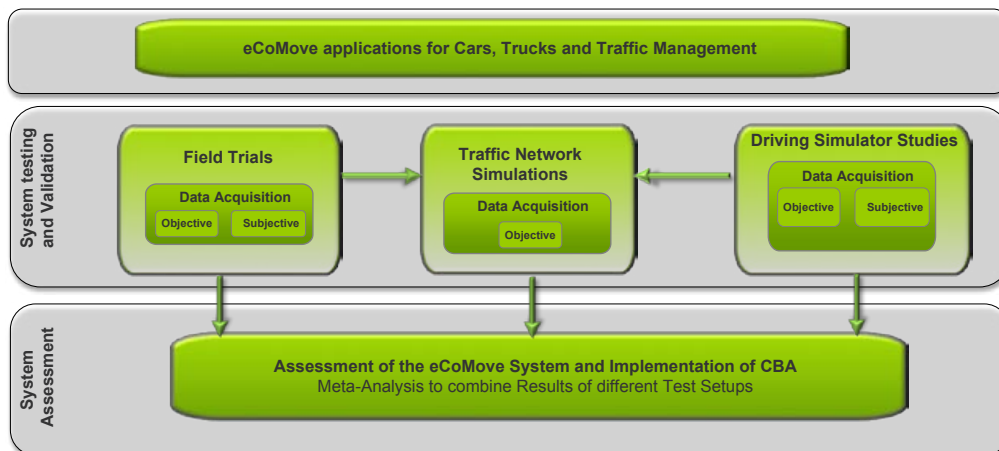 eCoMove applications for Cars, Trucks and Traffic Management
System testing
and Validation
Field Trials
Data Acquisition
Objective
Subjective
Traffic Network
Simulations
Data Acquisition
Objective
Driving Simulator Studies
Data Acquisition
Objective
Subjective
System
Assessment
Assessment of the eCoMove System and Implementation of CBA
Meta-Analysis to combine Results of different Test Setups